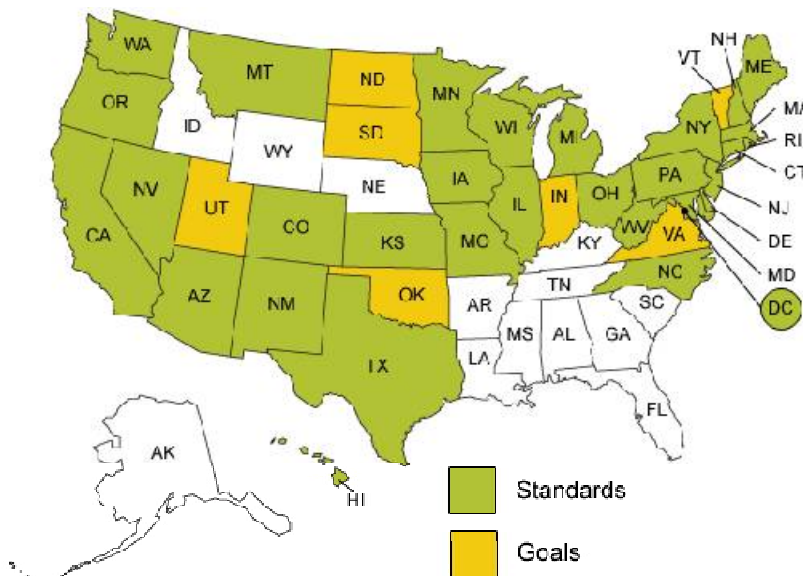 WA
MT
ND
MN
VT
NH
ME
OR
ID
SD
WI
MI
NY
MA
RI
CT
WY
IA
PA
NJ
NV
NE
IL
IN
OH
DE
CA
UT
CO
KS
MO
KY
WV
VA
MD
AZ
NM
OK
AR
TN
NC
DC
TX
LA
MS
AL
GA
SC
FL
AK
HI
Standards
Goals